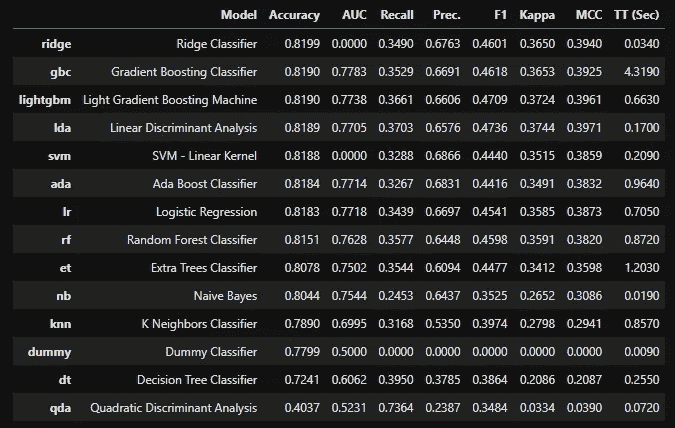 Model Accuracy AUC Recall Prec. F1 Kappa MCC TT (Sec)
ridge Ridge Classifier 0.8199 0.0000 0.3490 0.6763 0.4601 0.3650 0.3940 0.0340
gbc Gradient Boosting Classifier 0.8190 0.7783 0.3529 0.6691 0.4618 0.3653 0.3925 4.3190
lightgbm Light Gradient Boosting Machine 0.8190 0.7738 0.3661 0.6606 0.4709 0.3724 0.3961 0.6630
lda Linear Discriminant Analysis 0.8189 0.7705 0.3703 0.6576 0.4736 0.3744 0.3971 0.1700
svm SVM - Linear Kernel 0.8188 0.0000 0.3288 0.6866 0.4440 0.3515 0.3859 0.2090
ada Ada Boost Classifier 0.8184 0.7714 0.3267 0.6831 0.4416 0.3491 0.3832 0.9640
lr Logistic Regression 0.8183 0.7718 0.3439 0.6697 0.4541 0.3585 0.3873 0.7050
rf Random Forest Classifier 0.8151 0.7628 0.3577 0.6448 0.4598 0.3591 0.3820 0.8720
et Extra Trees Classifier 0.8078 0.7502 0.3544 0.6094 0.4477 0.3412 0.3598 1.2030
nb Naive Bayes 0.8044 0.7544 0.2453 0.6437 0.3525 0.2652 0.3086 0.0190
knn K Neighbors Classifier 0.7890 0.6995 0.3168 0.5350 0.3974 0.2798 0.2941 0.8570
dummy Dummy Classifier 0.7799 0.5000 0.0000 0.0000 0.0000 0.0000 0.0000 0.0090
dt Decision Tree Classifier 0.7241 0.6062 0.3950 0.3785 0.3864 0.2086 0.2087 0.2550
qda Quadratic Discriminant Analysis 0.4037 0.5231 0.7364 0.2387 0.3484 0.0334 0.0390 0.0720